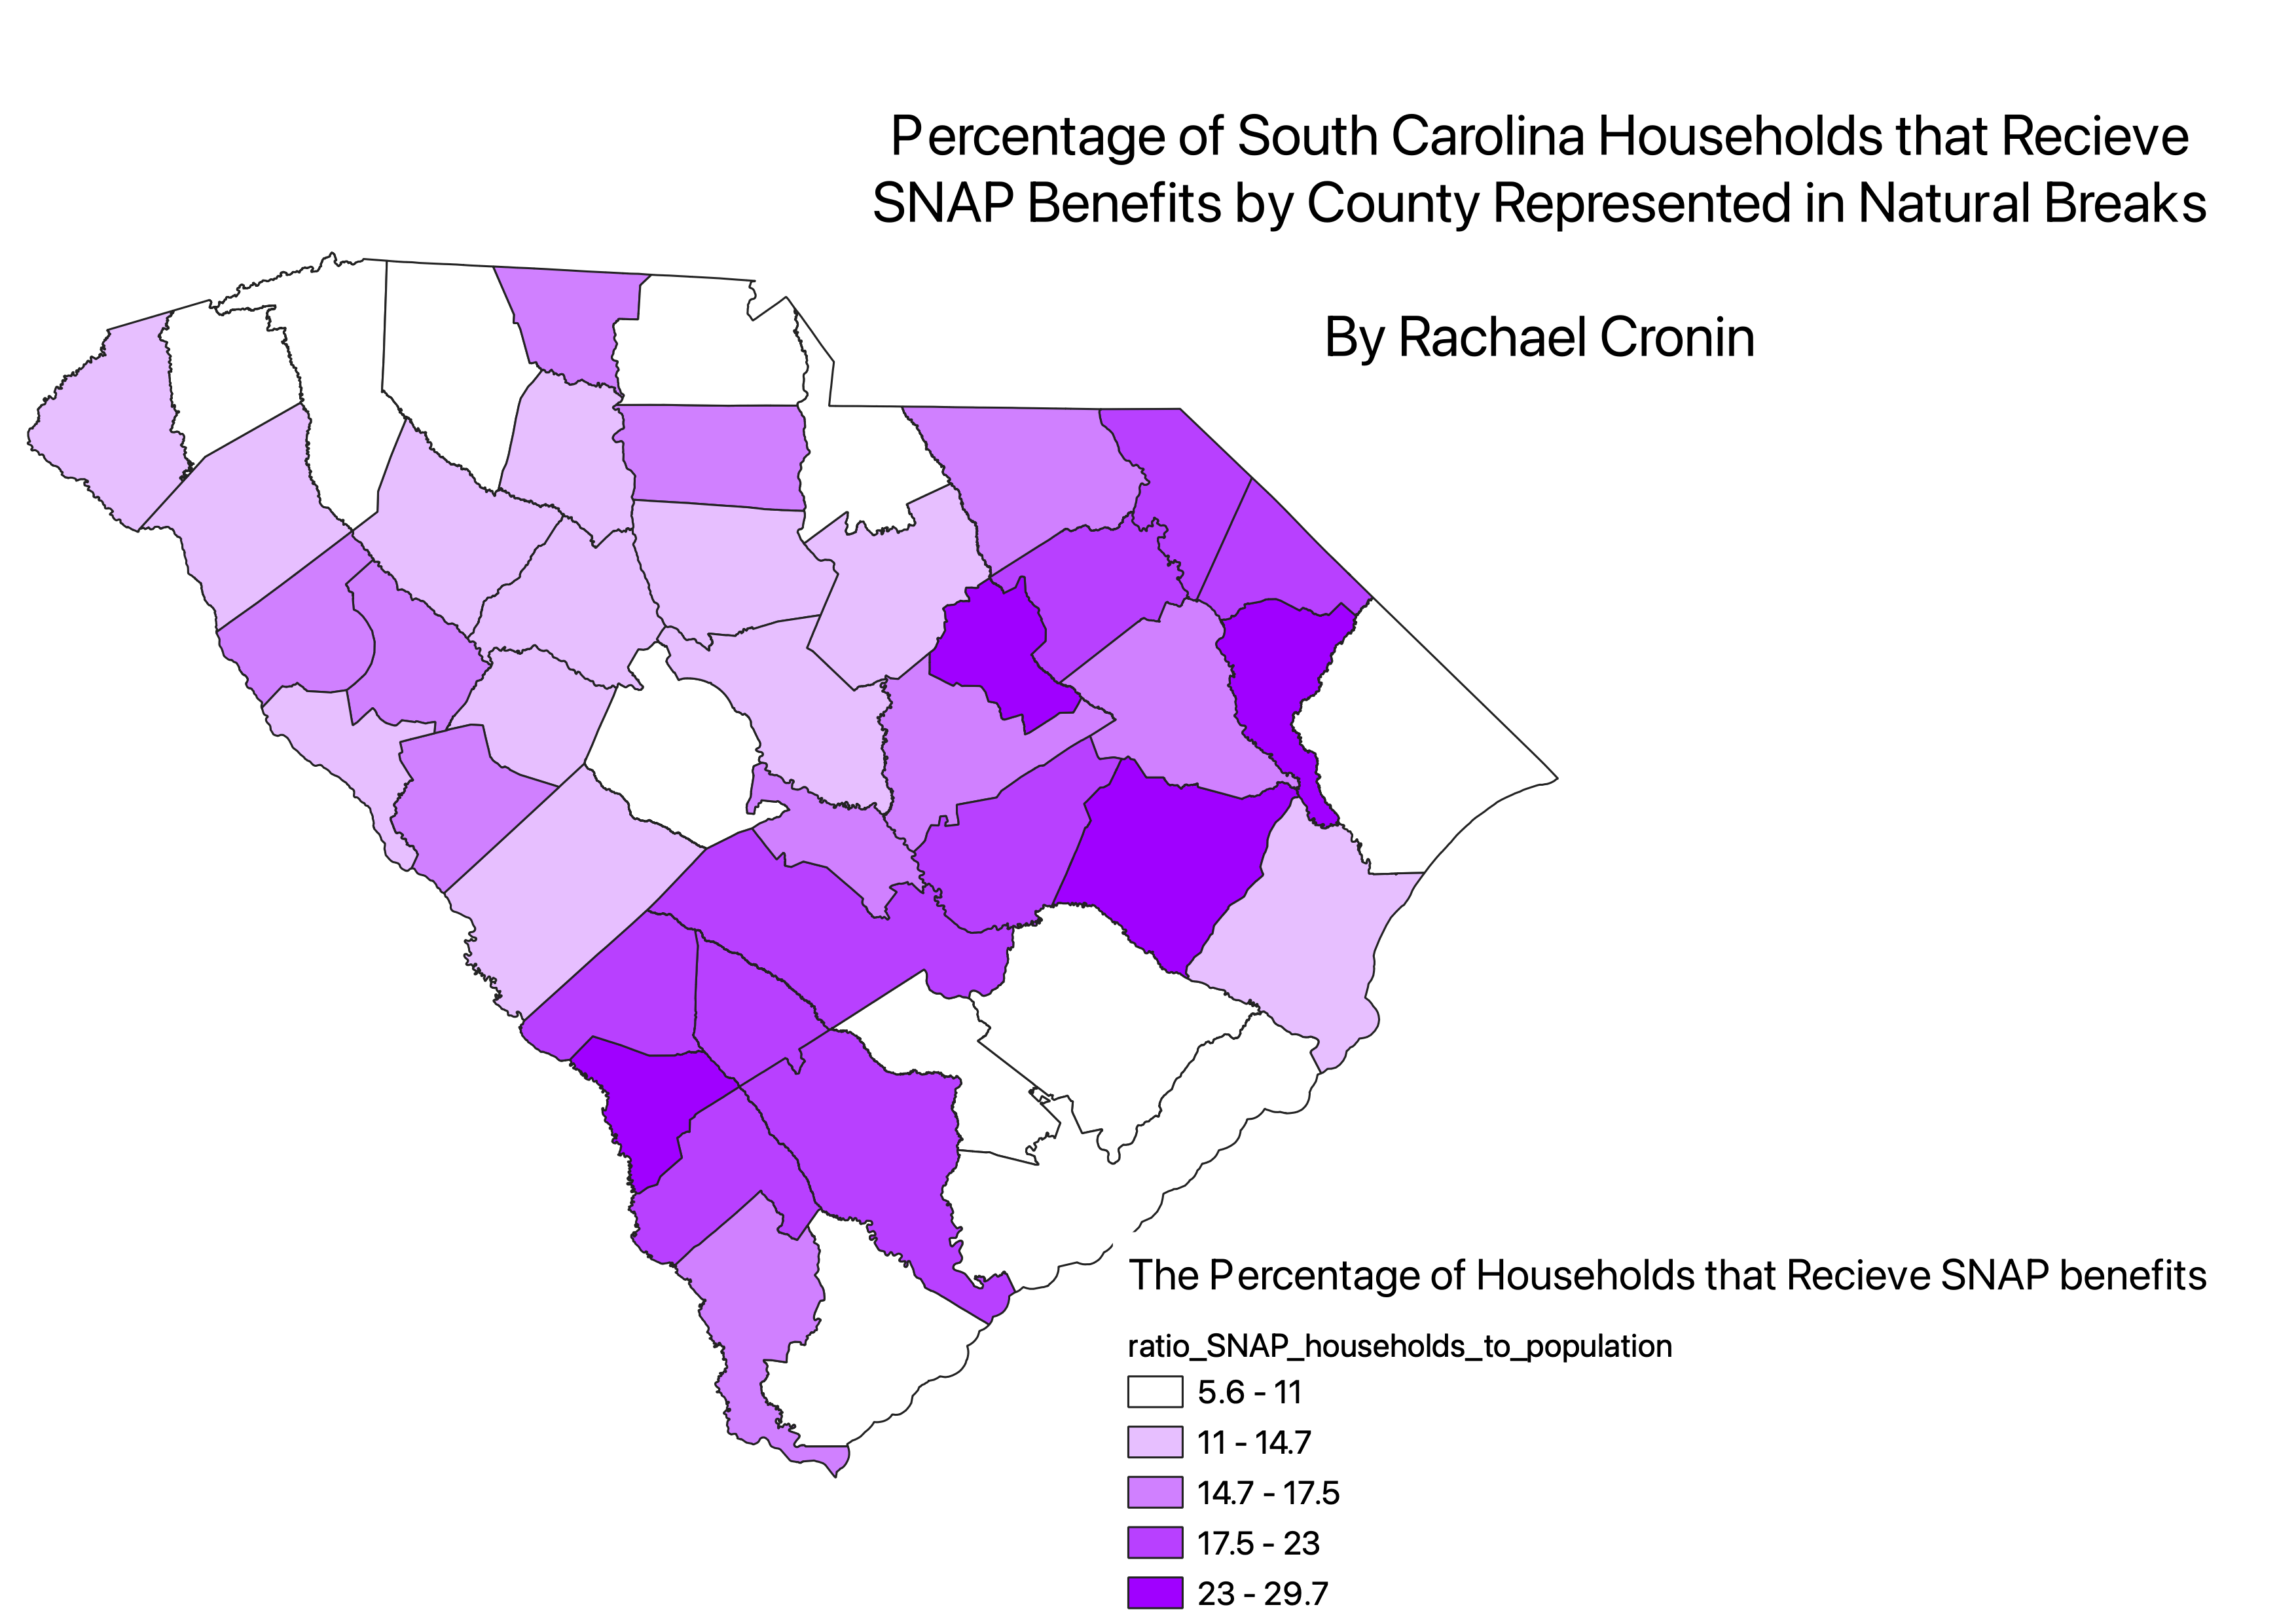 Percentage of South Carolina Households that Recieve
SNAP Benefits by County Represented in Natural Breaks
By Rachael Cronin
The Percentage of Households that Recieve SNAP benefits
ratio_SNAP_households_to_population
5.6 - 11
11 - 14.7
14.7 - 17.5
17.5 - 23
23 - 29.7